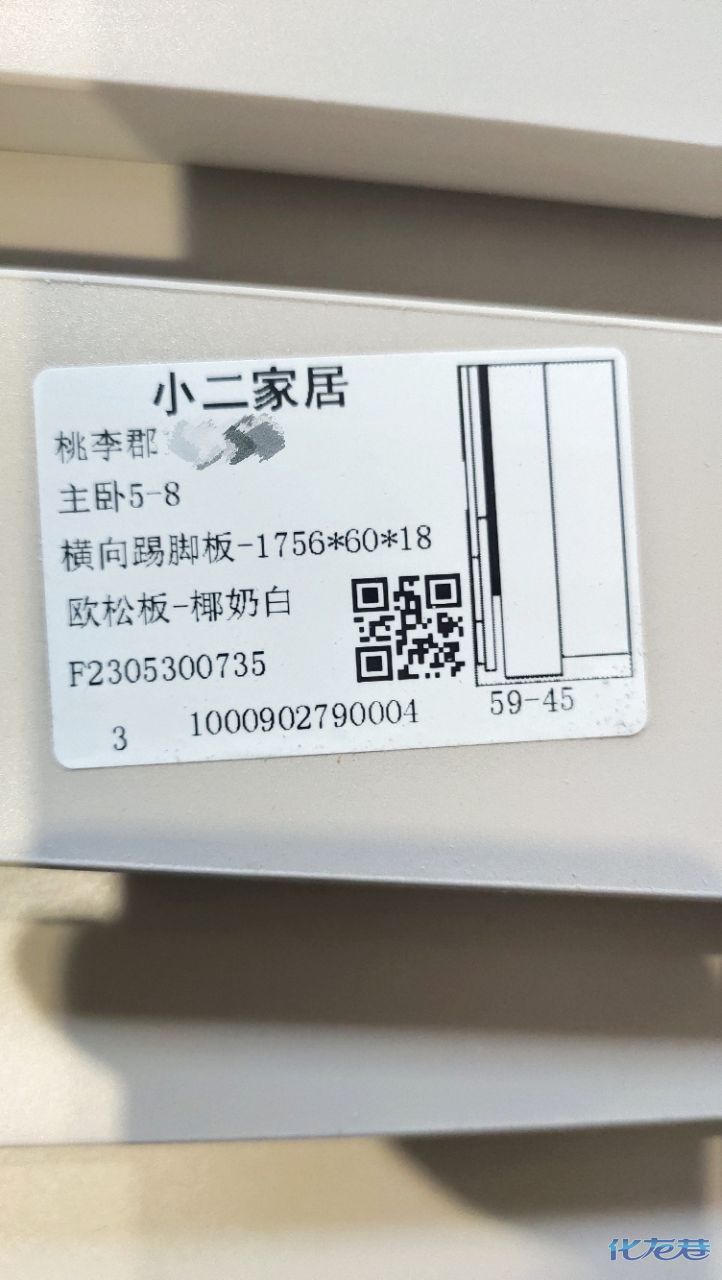 小二家居
桃李郡
主卧5-8
横向踢脚板-1756*60*18
欧松板-椰奶白
F2305300735
59-45
3 1000902790004
化龙巷